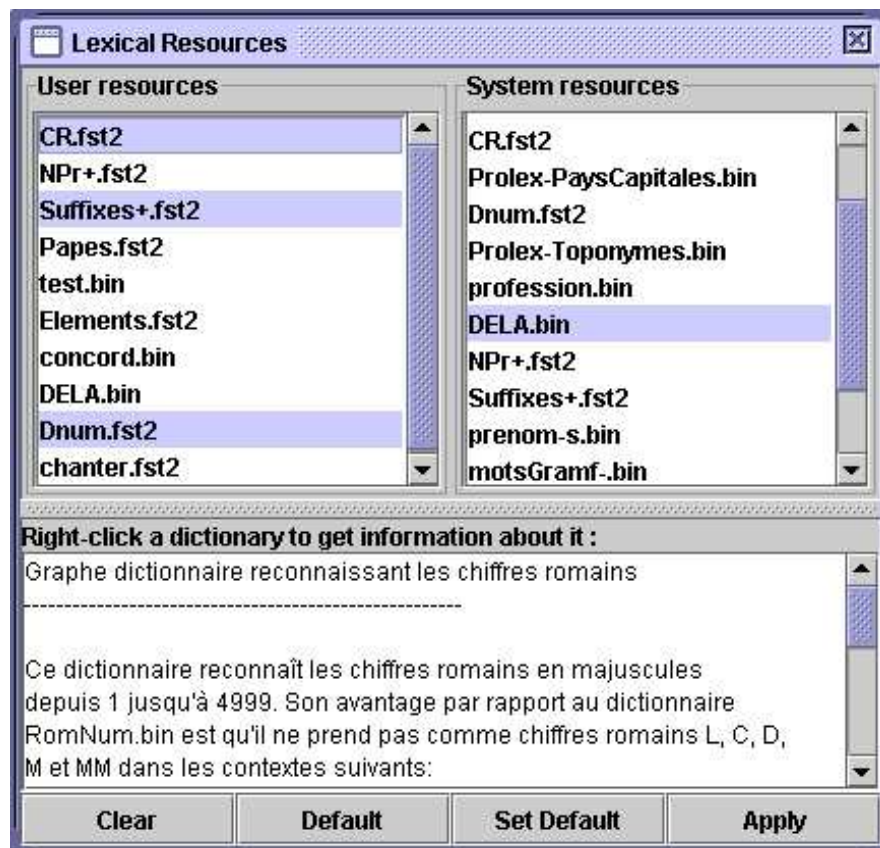 Lexical Resources
User resources
CR.fst2
NPr+.fst2
Suffixes+.fst2
Papes.fst2
test.bin
Elements.fst2
concord.bin
DELA.bin
Dnum.fst2
chanter.fst2
System resources
CR.fst2
Prolex-PaysCapitales.bin
Dnum.fst2
Prolex-Toponymes.bin
profession.bin
DELA.bin
NPr+.fst2
Suffixes+.fst2
prenom-s.bin
motsGramf-.bin
Right-click a dictionary to get information about it :
Graphe dictionnaire reconnaissant les chiffres romains
----------------------------------------------------
Ce dictionnaire reconnaît les chiffres romains en majuscules
depuis 1 jusqu'à 4999. Son avantage par rapport au dictionnaire
RomNum.bin est qu'il ne prend pas comme chiffres romains L, C, D,
M et MM dans les contextes suivants:
Clear Default Set Default Apply